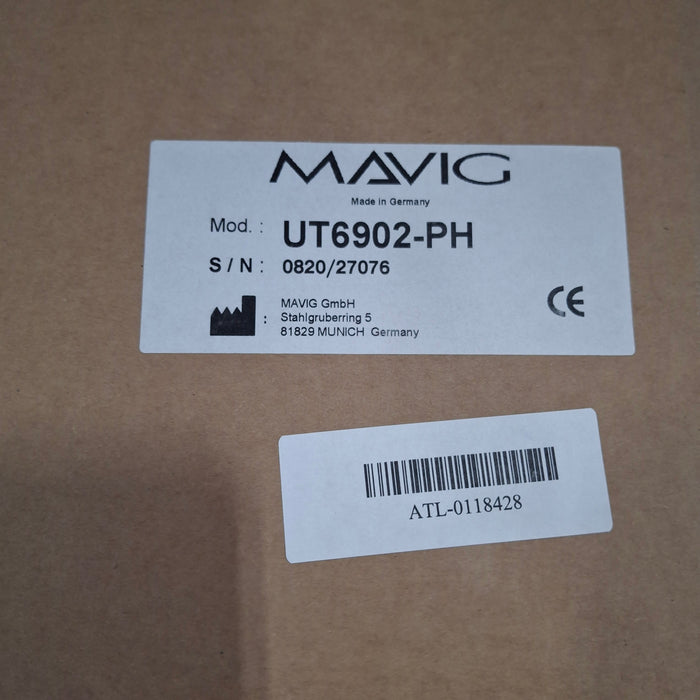 MAVIG
Made in Germany
Mod. : UT6902-PH
S / N : 0820/27076
: MAVIG GmbH
Stahlgruberring 5
81829 MUNICH Germany
CE
ATL-0118428